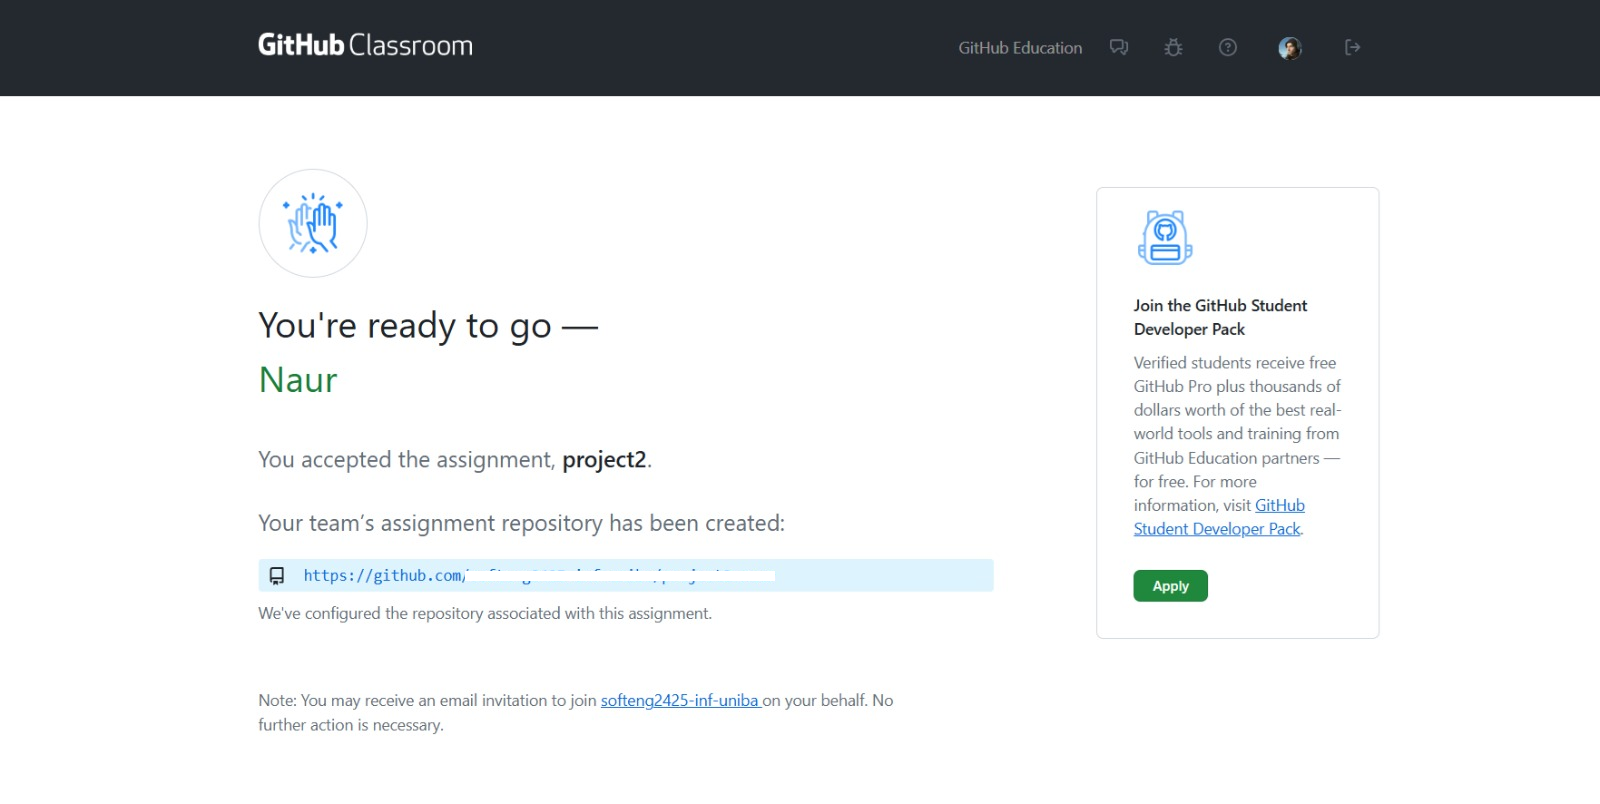 GitHub Classroom
GitHub Education
You're ready to go —
Naur
You accepted the assignment, project2.
Your team’s assignment repository has been created:
https://github.com/
We've configured the repository associated with this assignment.
Note: You may receive an email invitation to join softeng2425-inf-uniba on your behalf. No
further action is necessary.
Join the GitHub Student
Developer Pack
Verified students receive free
GitHub Pro plus thousands of
dollars worth of the best real-
world tools and training from
GitHub Education partners —
for free. For more
information, visit GitHub
Student Developer Pack.
Apply